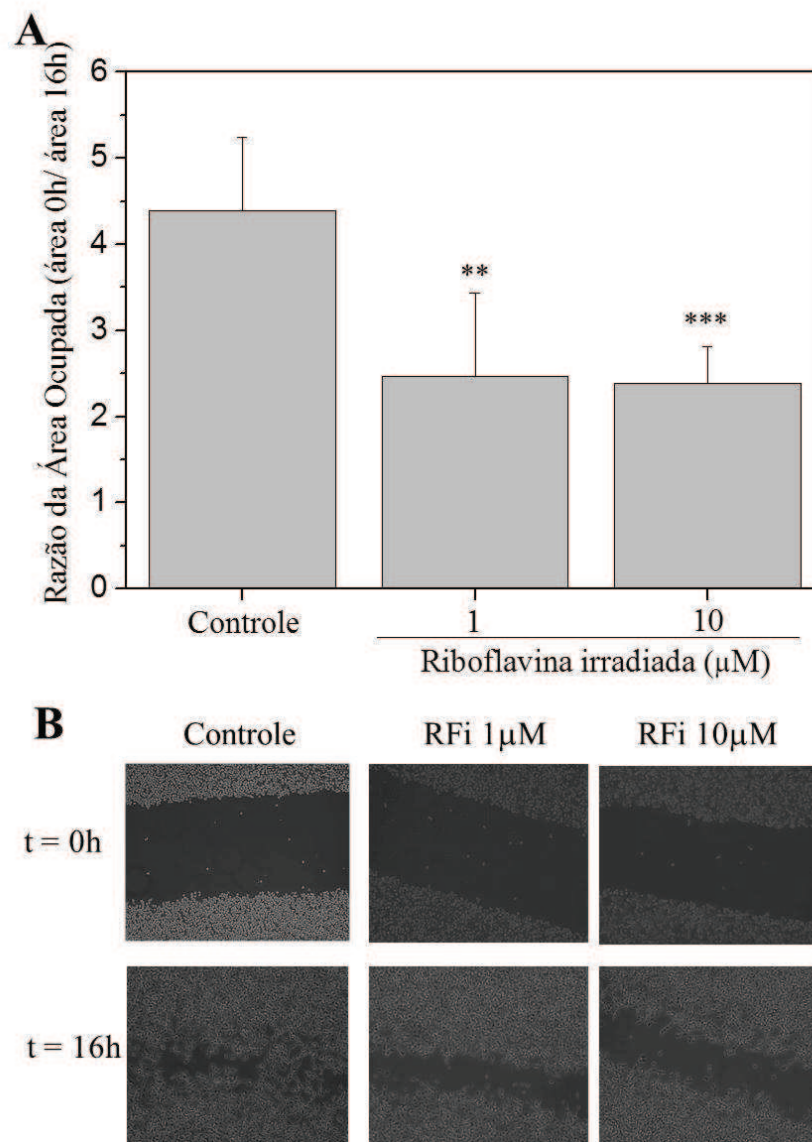 A
Razão da Área Ocupada (área 0h/ área 16h)
6
5
4
3
2
1
0
**
***
Controle
1
10
Riboflavina irradiada (µM)
B
Controle
RFi 1µM
RFi 10µM
t = 0h
t = 16h